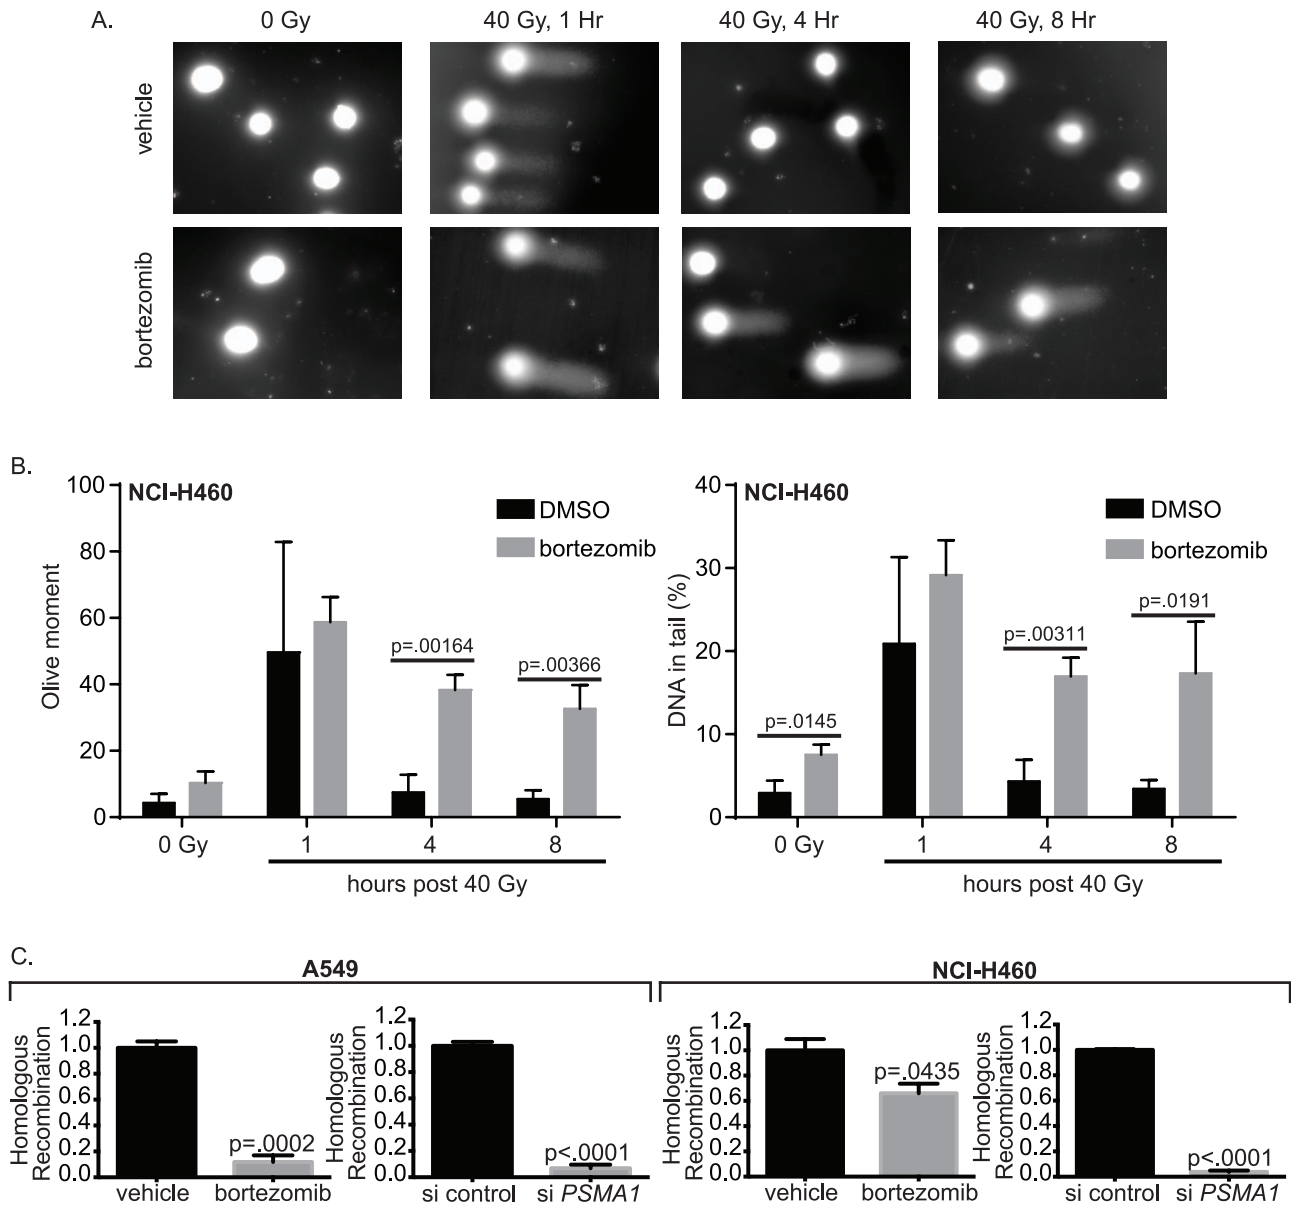 A.
0 Gy
40 Gy, 1 Hr
40 Gy, 4 Hr
40 Gy, 8 Hr
vehicle
bortezomib
B.
100
80
60
40
20
0
Olive moment
NCI-H460
DMSO
bortezomib
p=.00164
p=.00366
0 Gy
1
4
8
hours post 40 Gy
40
30
20
10
0
DNA in tail (%)
NCI-H460
DMSO
bortezomib
p=.0145
p=.00311
p=.0191
0 Gy
1
4
8
hours post 40 Gy
C.
A549
Homologous
Recombination
1.2
1.0
0.8
0.6
0.4
0.2
0.0
p=.0002
vehicle
bortezomib
Homologous
Recombination
1.2
1.0
0.8
0.6
0.4
0.2
0.0
p<.0001
si control
si PSMA1
NCI-H460
Homologous
Recombination
1.2
1.0
0.8
0.6
0.4
0.2
0.0
p=.0435
vehicle
bortezomib
Homologous
Recombination
1.2
1.0
0.8
0.6
0.4
0.2
0.0
p<.0001
si control
si PSMA1